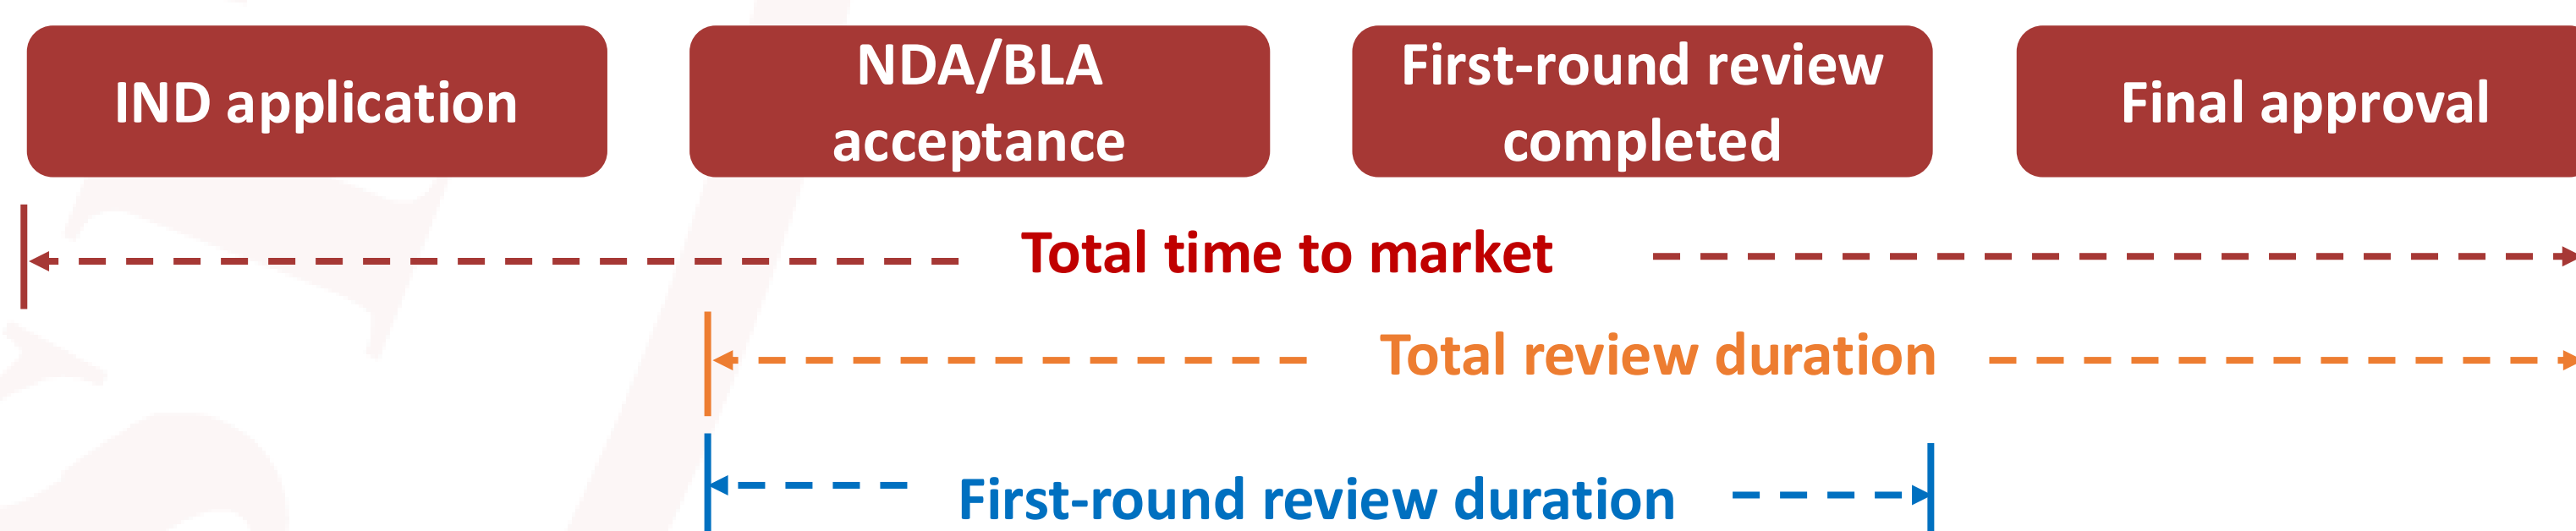 IND application
NDA/BLA
acceptance
First-round review
completed
Final approval
Total time to market
Total review duration
First-round review duration